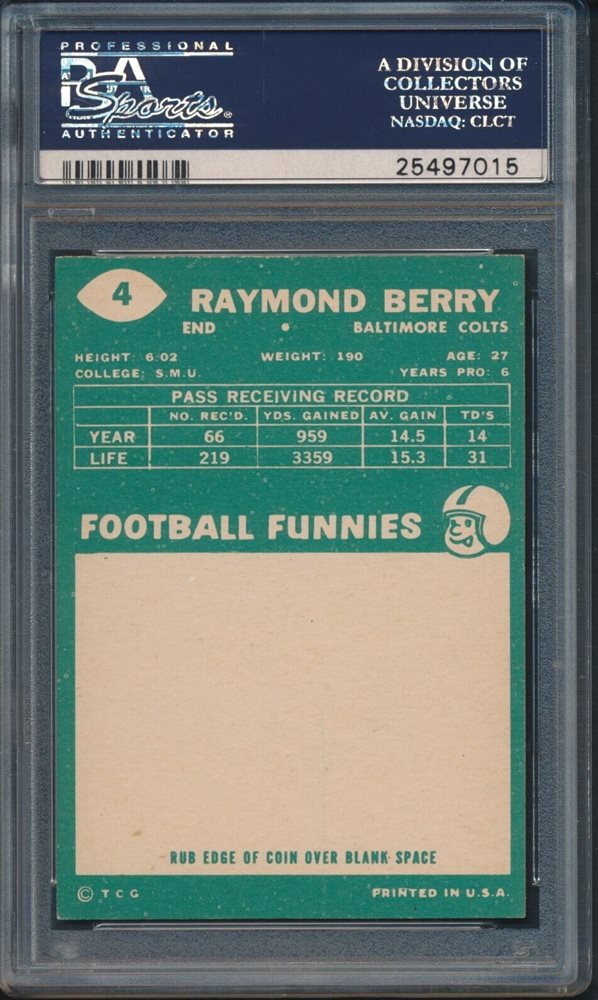 PROFESSIONAL
PSA
Sports®
AUTHENTICATOR
A DIVISION OF
COLLECTORS
UNIVERSE
NASDAQ: CLCT
25497015
4
RAYMOND BERRY
END • BALTIMORE COLTS
HEIGHT: 6:02 WEIGHT: 190 AGE: 27
COLLEGE: S.M.U. YEARS PRO: 6
PASS RECEIVING RECORD
NO. REC'D. YDS. GAINED AV. GAIN TD'S
YEAR 66 959 14.5 14
LIFE 219 3359 15.3 31
FOOTBALL FUNNIES
RUB EDGE OF COIN OVER BLANK SPACE
© T C G PRINTED IN U.S.A.